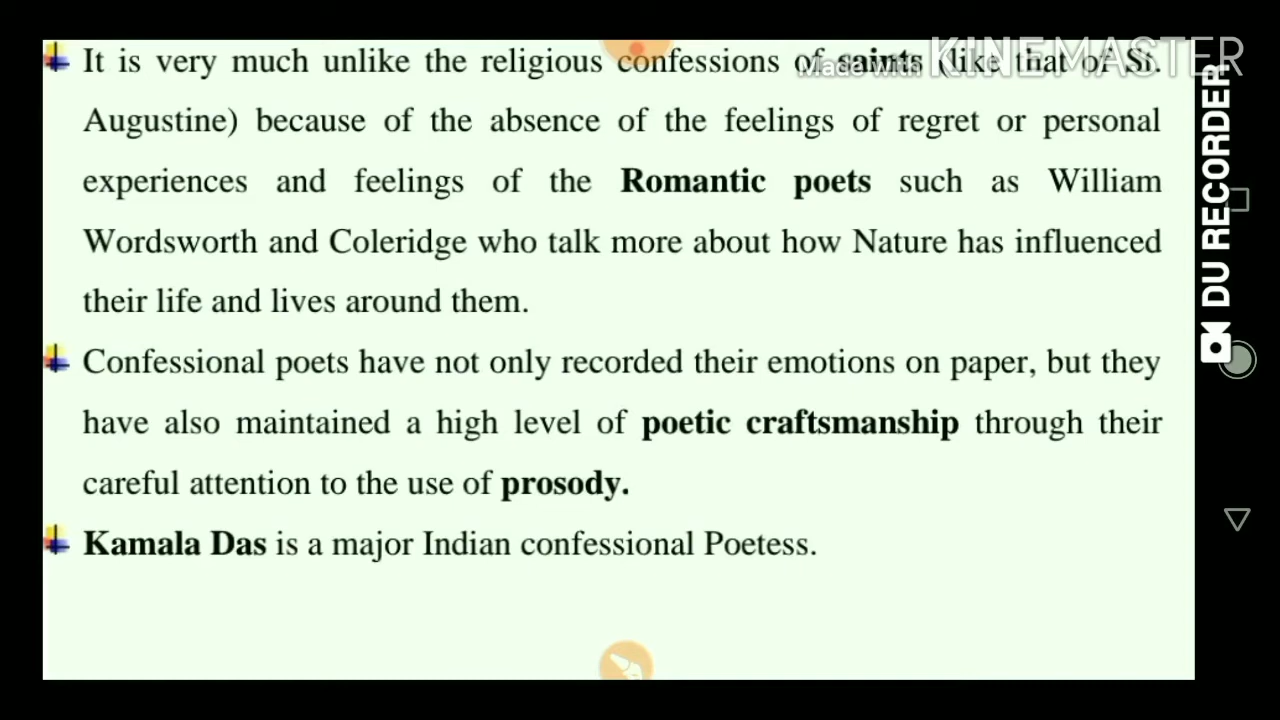 It is very much unlike the religious confessions of saints (like that of St.
Augustine) because of the absence of the feelings of regret or personal
experiences and feelings of the Romantic poets such as William
Wordsworth and Coleridge who talk more about how Nature has influenced
their life and lives around them.
Confessional poets have not only recorded their emotions on paper, but they
have also maintained a high level of poetic craftsmanship through their
careful attention to the use of prosody.
Kamala Das is a major Indian confessional Poetess.
Made with KINEMASTER
DU RECORDER